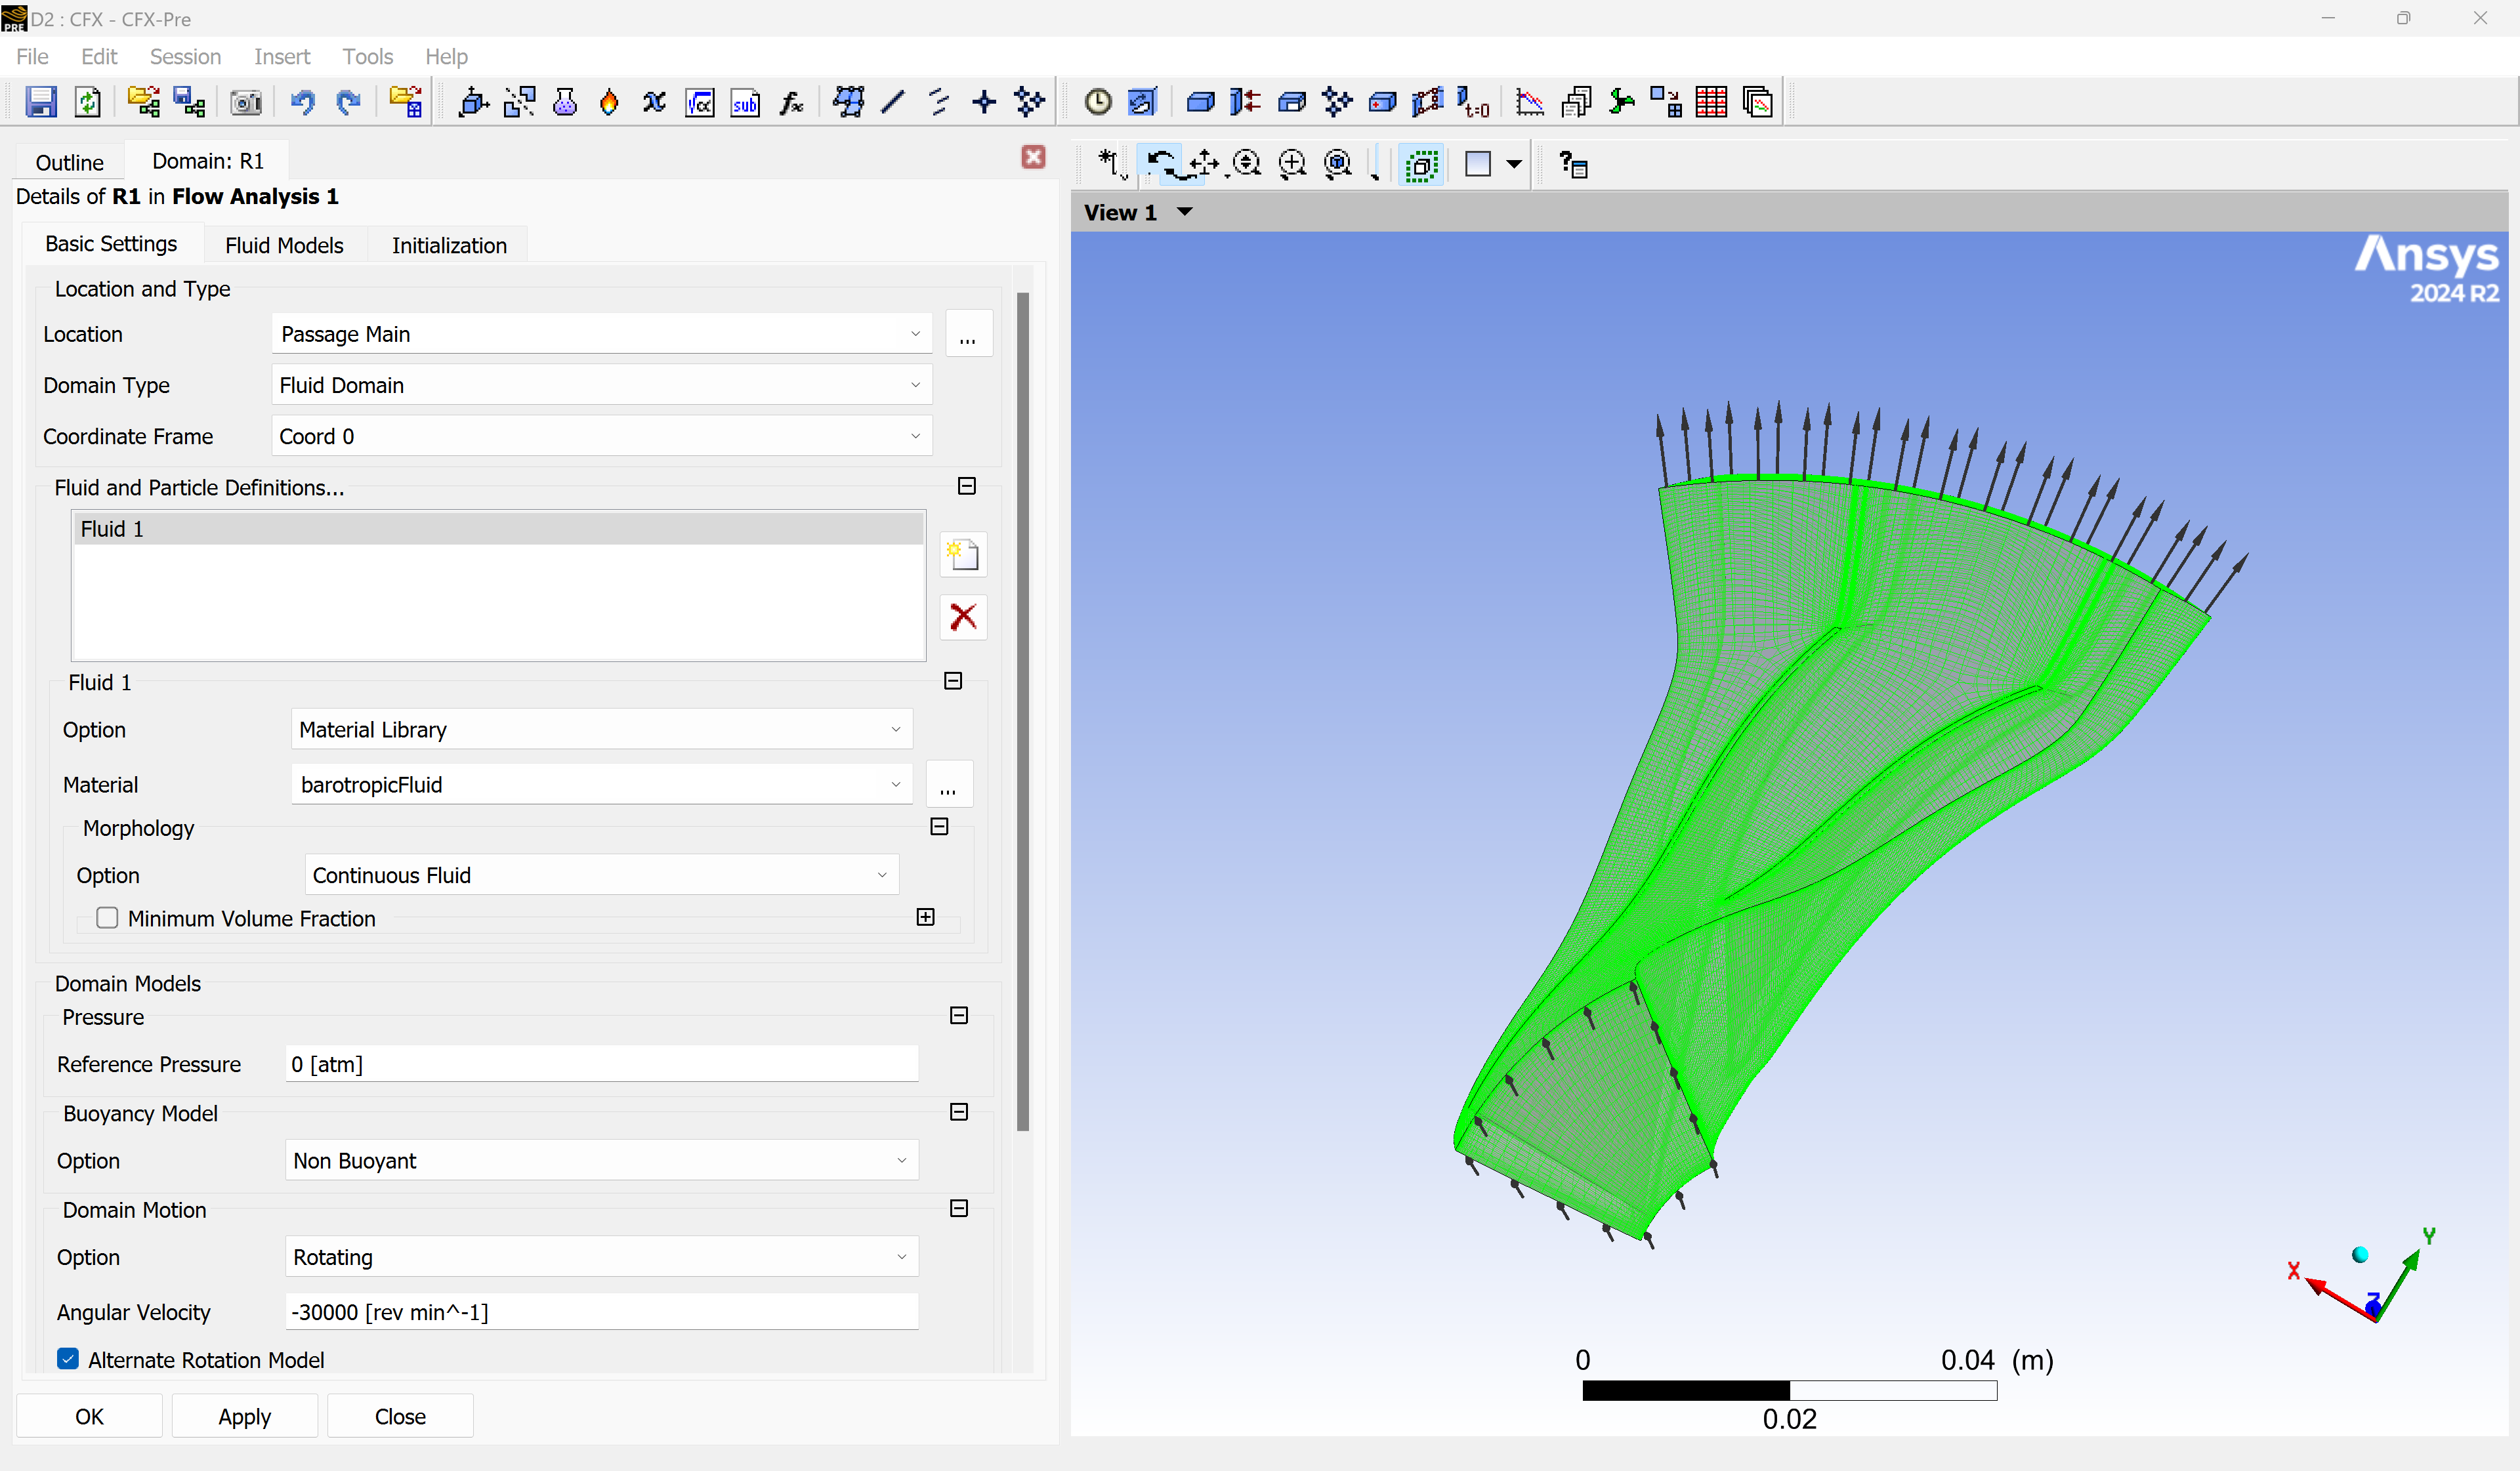 D2 : CFX - CFX-Pre
File Edit Session Insert Tools Help
Outline
Domain: R1
Details of R1 in Flow Analysis 1
Basic Settings
Fluid Models
Initialization
Location and Type
Location
Passage Main
...
Domain Type
Fluid Domain
Coordinate Frame
Coord 0
Fluid and Particle Definitions...
Fluid 1
Fluid 1
Option
Material Library
Material
barotropicFluid
...
Morphology
Option
Continuous Fluid
Minimum Volume Fraction
Domain Models
Pressure
Reference Pressure
0 [atm]
Buoyancy Model
Option
Non Buoyant
Domain Motion
Option
Rotating
Angular Velocity
-30000 [rev min^-1]
Alternate Rotation Model
OK
Apply
Close
View 1
Ansys
2024 R2
X
Y
Z
0
0.04 (m)
0.02
PRE
sub
t=0